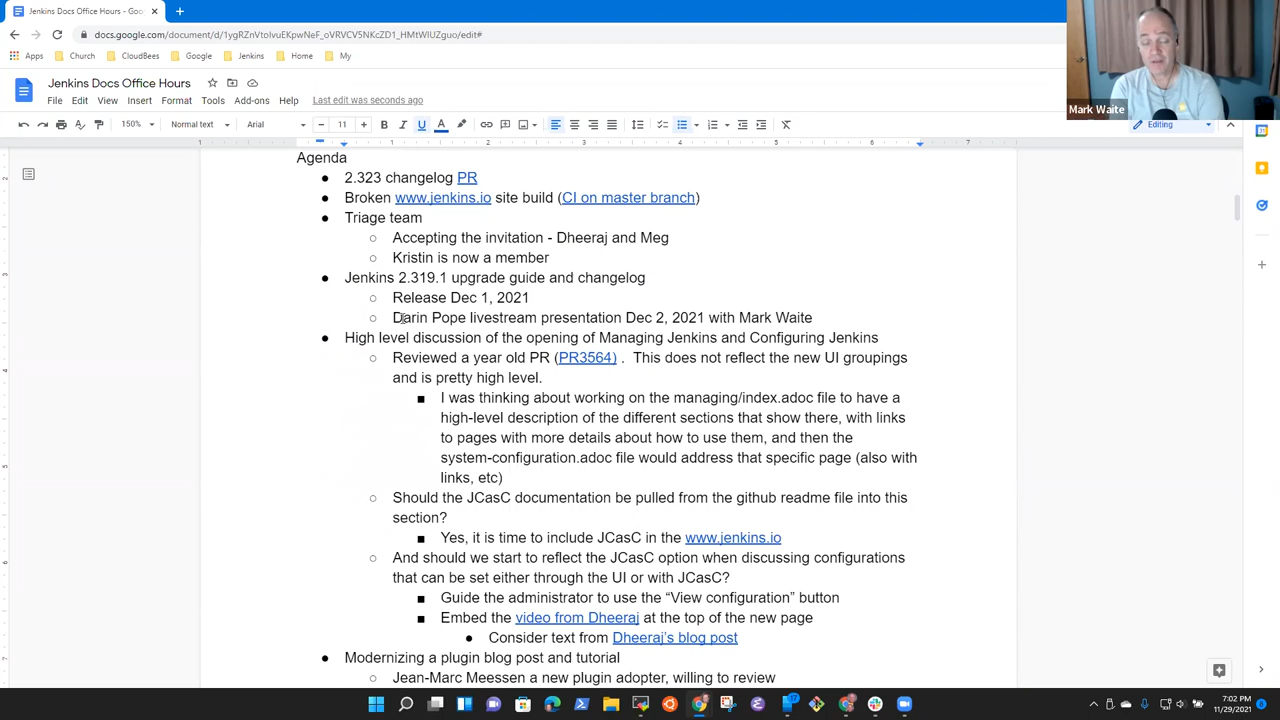 Jenkins Docs Office Hours - Goo
docs.google.com/document/d/1ygRZnVtoIvuEKpwNeF_oVRVCV5NKcZD1_HMtWIUZguo/edit#
Apps Church CloudBees Google Jenkins Home My
Jenkins Docs Office Hours
File Edit View Insert Format Tools Add-ons Help Last edit was seconds ago
Mark Waite
150% Normal text Arial 11 Editing
1 1 2 3 4 5 6 7
Agenda
● 2.323 changelog PR
● Broken www.jenkins.io site build (CI on master branch)
● Triage team
○ Accepting the invitation - Dheeraj and Meg
○ Kristin is now a member
● Jenkins 2.319.1 upgrade guide and changelog
○ Release Dec 1, 2021
○ Darin Pope livestream presentation Dec 2, 2021 with Mark Waite
● High level discussion of the opening of Managing Jenkins and Configuring Jenkins
○ Reviewed a year old PR (PR3564) . This does not reflect the new UI groupings
and is pretty high level.
■ I was thinking about working on the managing/index.adoc file to have a
high-level description of the different sections that show there, with links
to pages with more details about how to use them, and then the
system-configuration.adoc file would address that specific page (also with
links, etc)
○ Should the JCasC documentation be pulled from the github readme file into this
section?
■ Yes, it is time to include JCasC in the www.jenkins.io
○ And should we start to reflect the JCasC option when discussing configurations
that can be set either through the UI or with JCasC?
■ Guide the administrator to use the “View configuration” button
■ Embed the video from Dheeraj at the top of the new page
● Consider text from Dheeraj’s blog post
● Modernizing a plugin blog post and tutorial
○ Jean-Marc Meessen a new plugin adopter, willing to review
7:02 PM
11/29/2021